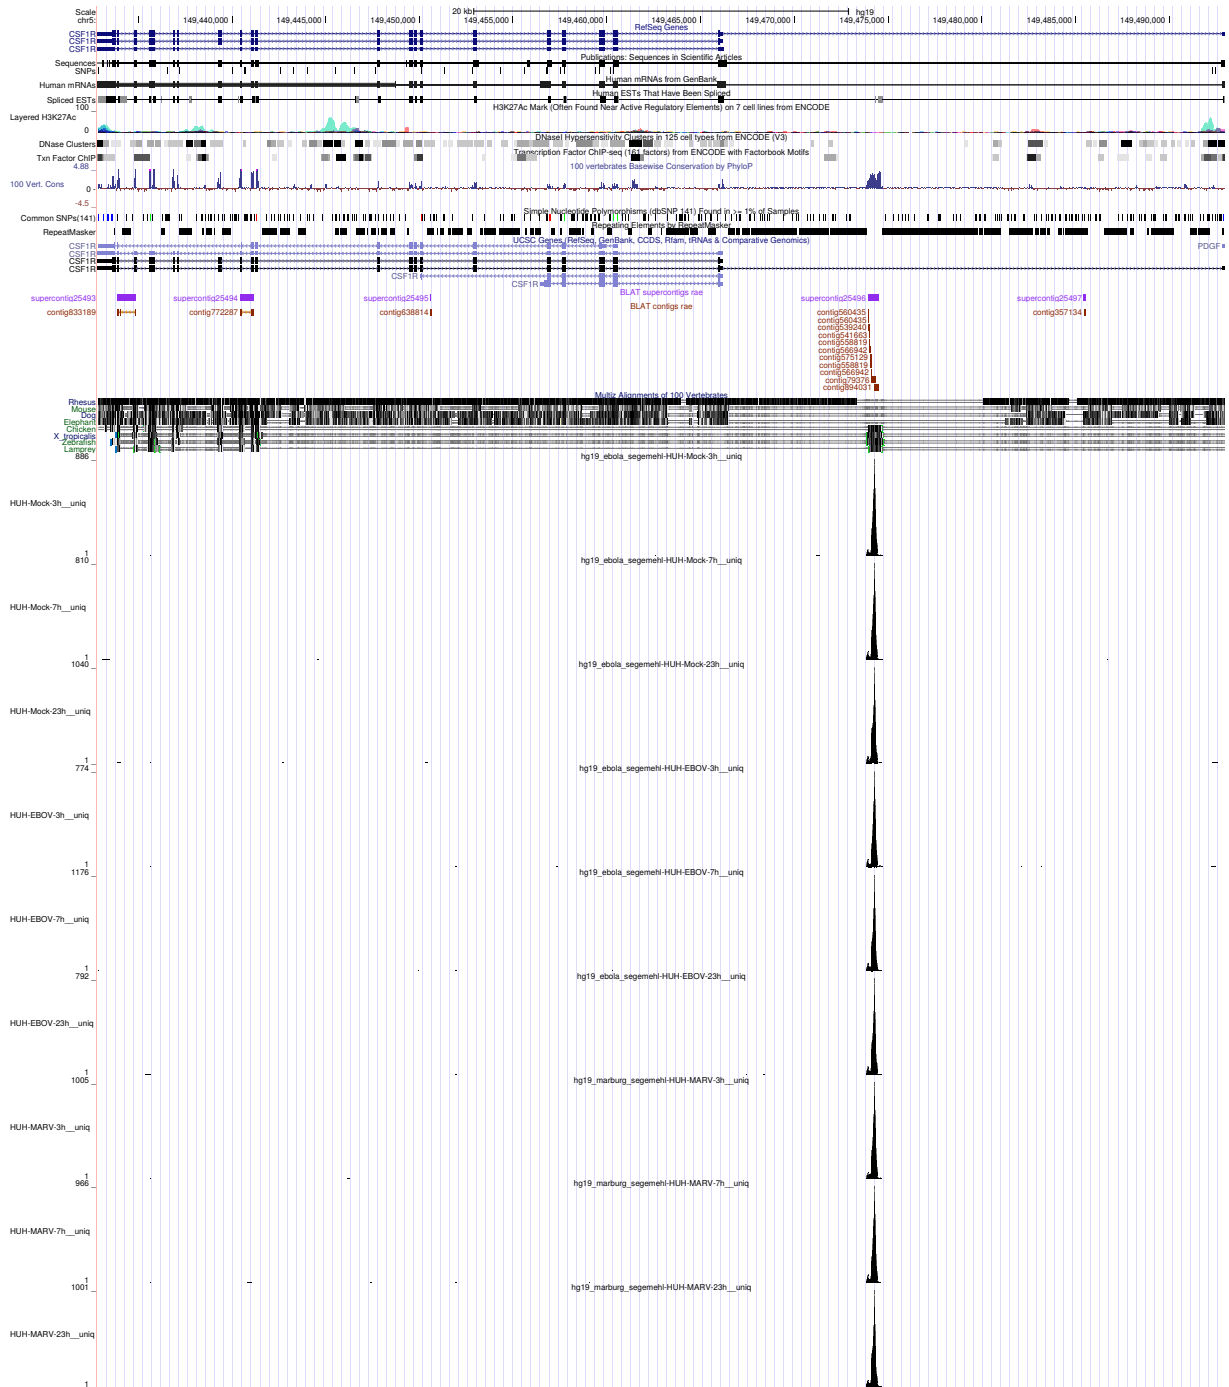 Scale 20 kb hg19
chr5: 149,440,000 149,445,000 149,450,000 149,455,000 149,460,000 149,465,000 149,470,000 149,475,000 149,480,000 149,485,000 149,490,000
RefSeq Genes
CSF1R
CSF1R
CSF1R
Publications: Sequences in Scientific Articles
Sequences
SNPs
Human mRNAs from GenBank
Human mRNAs
Human ESTs That Have Been Spliced
Spliced ESTs
H3K27Ac Mark (Often Found Near Active Regulatory Elements) on 7 cell lines from ENCODE
100
Layered H3K27Ac
0
DNaseI Hypersensitivity Clusters in 125 cell types from ENCODE (V3)
DNase Clusters
Transcription Factor ChIP-seq (161 factors) from ENCODE with Factorbook Motifs
Txn Factor ChIP
100 vertebrates Basewise Conservation by PhyloP
4.88
100 Vert. Cons
0
-4.5
Simple Nucleotide Polymorphisms (dbSNP 141) Found in >= 1% of Samples
Common SNPs(141)
Repeating Elements by RepeatMasker
RepeatMasker
UCSC Genes (RefSeq, GenBank, CCDS, Rfam, tRNAs & Comparative Genomics)
CSF1R PDGF
CSF1R
CSF1R
CSF1R
CSF1R
CSF1R
BLAT supercontigs rae
supercontig25493 supercontig25494 supercontig25495 supercontig25496 supercontig25497
BLAT contigs rae
contig833189 contig772287 contig638814 contig560435 contig357134
contig560435
contig539240
contig541663
contig558819
contig566942
contig575129
contig558819
contig566942
contig79376
contig894031
Multiz Alignments of 100 Vertebrates
Rhesus
Mouse
Dog
Elephant
Chicken
X_tropicalis
Zebrafish
Lamprey
hg19_ebola_segemehl-HUH-Mock-3h__uniq
886
HUH-Mock-3h__uniq
1
hg19_ebola_segemehl-HUH-Mock-7h__uniq
810
HUH-Mock-7h__uniq
1
hg19_ebola_segemehl-HUH-Mock-23h__uniq
1040
HUH-Mock-23h__uniq
1
hg19_ebola_segemehl-HUH-EBOV-3h__uniq
774
HUH-EBOV-3h__uniq
1
hg19_ebola_segemehl-HUH-EBOV-7h__uniq
1176
HUH-EBOV-7h__uniq
1
hg19_ebola_segemehl-HUH-EBOV-23h__uniq
792
HUH-EBOV-23h__uniq
1
hg19_marburg_segemehl-HUH-MARV-3h__uniq
1005
HUH-MARV-3h__uniq
1
hg19_marburg_segemehl-HUH-MARV-7h__uniq
966
HUH-MARV-7h__uniq
1
hg19_marburg_segemehl-HUH-MARV-23h__uniq
1001
HUH-MARV-23h__uniq
1